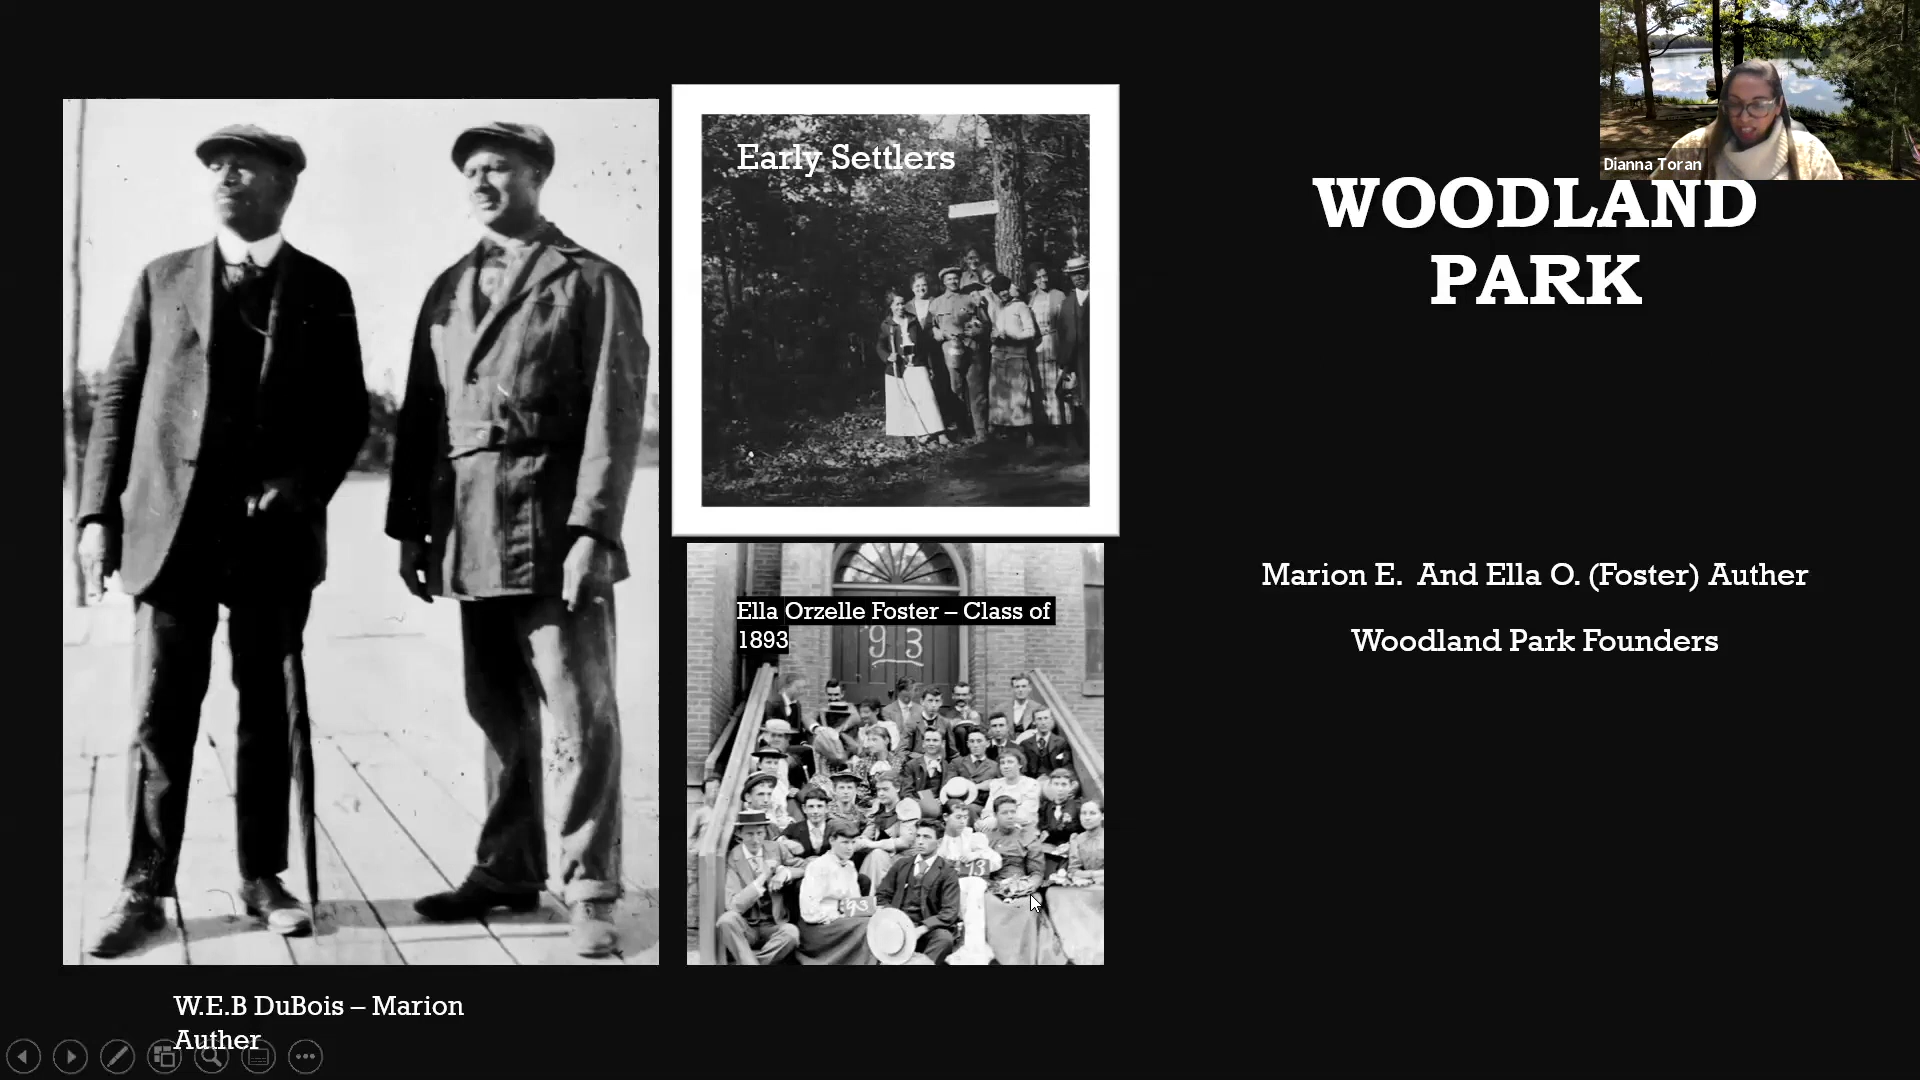 Dianna Toran
WOODLAND
PARK
Early Settlers
Ella Orzelle Foster – Class of
1893
93
'93
93
Marion E.  And Ella O. (Foster) Auther
Woodland Park Founders
W.E.B DuBois – Marion
Auther